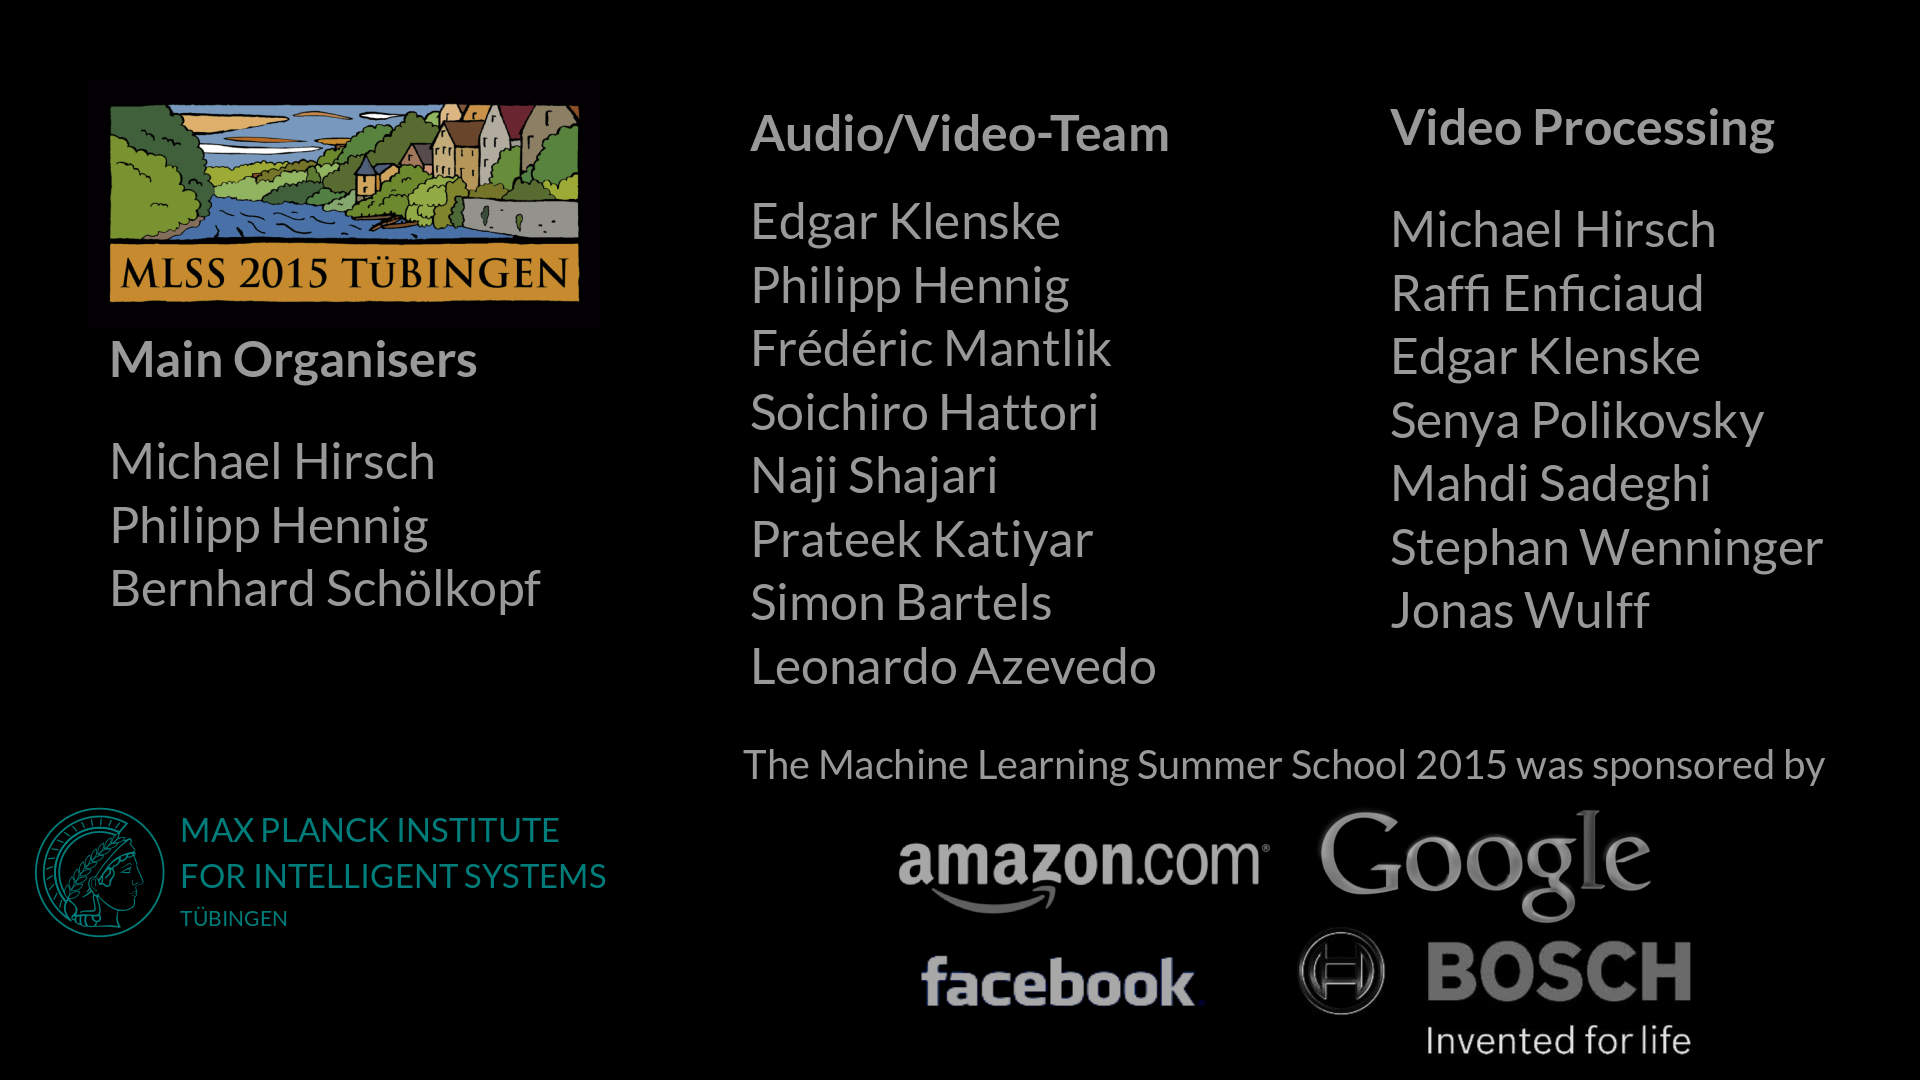 MLSS 2015 TÜBINGEN
Main Organisers
Michael Hirsch
Philipp Hennig
Bernhard Schölkopf
Audio/Video-Team
Edgar Klenske
Philipp Hennig
Frédéric Mantlik
Soichiro Hattori
Naji Shajari
Prateek Katiyar
Simon Bartels
Leonardo Azevedo
Video Processing
Michael Hirsch
Raffi Enficiaud
Edgar Klenske
Senya Polikovsky
Mahdi Sadeghi
Stephan Wenninger
Jonas Wulff
MAX PLANCK INSTITUTE
FOR INTELLIGENT SYSTEMS
TÜBINGEN
The Machine Learning Summer School 2015 was sponsored by
amazon.com®
Google
facebook
BOSCH
Invented for life